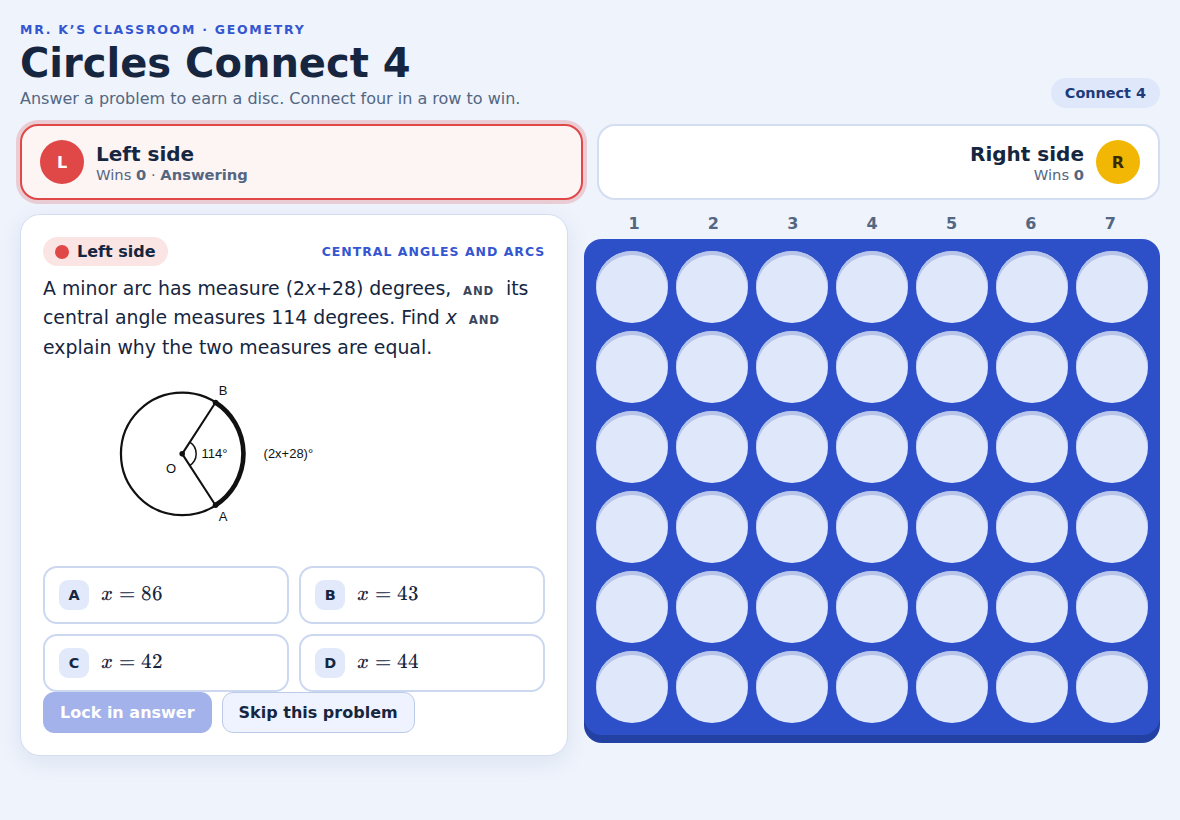 MR. K’S CLASSROOM · GEOMETRY
Circles Connect 4
Answer a problem to earn a disc. Connect four in a row to win.
Connect 4
L
Left side
Wins 0 · Answering
Right side
Wins 0
R
Left side
CENTRAL ANGLES AND ARCS
A minor arc has measure (2x+28) degrees, AND its
central angle measures 114 degrees. Find x AND
explain why the two measures are equal.
B
114°
(2x+28)°
O
A
A x = 86
B x = 43
C x = 42
D x = 44
Lock in answer
Skip this problem
1 2 3 4 5 6 7